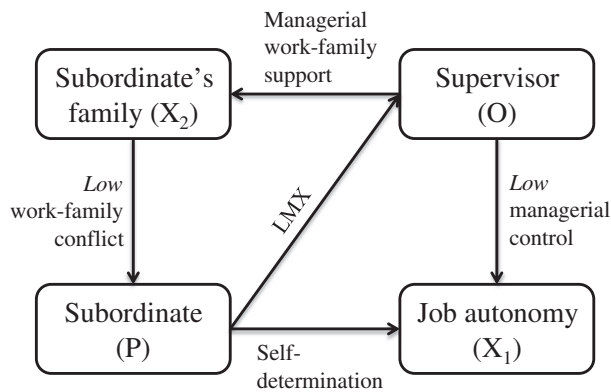 Managerial
work-family
support
Subordinate's
family (X₂)
Supervisor
(O)
Low
work-family
conflict
LMX
Low
managerial
control
Subordinate
(P)
Job autonomy
(X₁)
Self-
determination